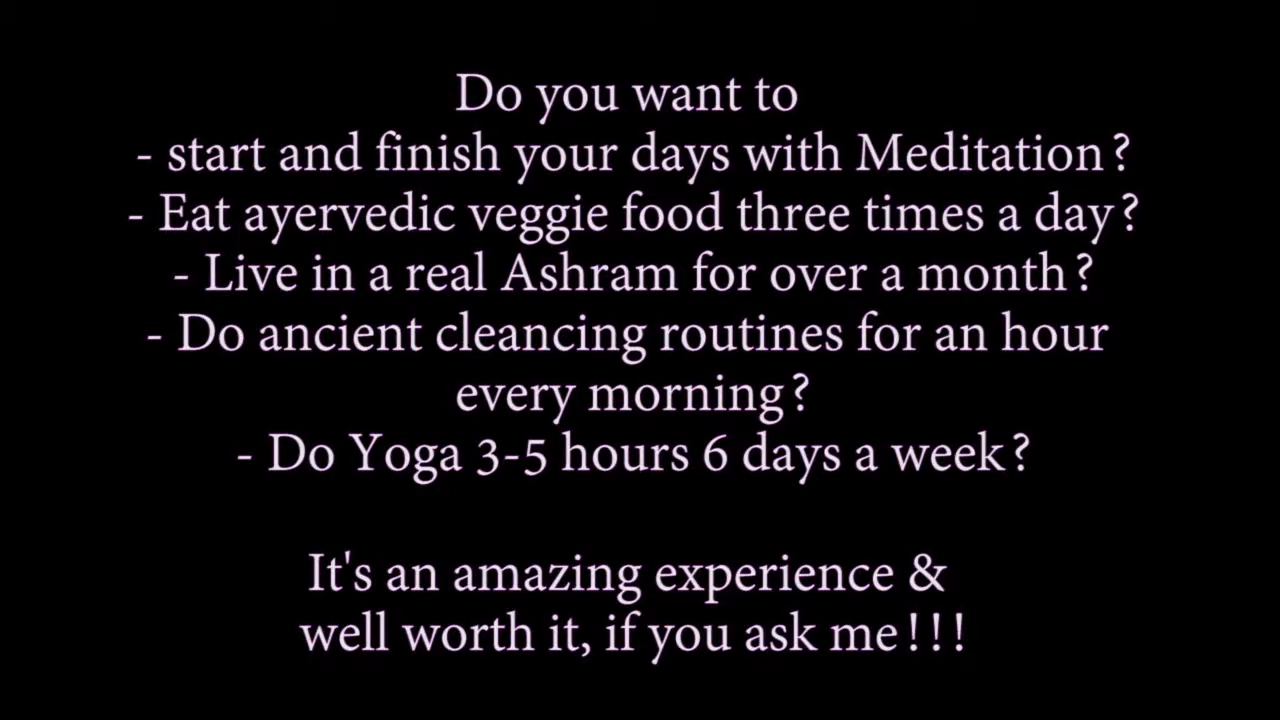 Do you want to
- start and finish your days with Meditation?
- Eat ayervedic veggie food three times a day?
- Live in a real Ashram for over a month?
- Do ancient cleancing routines for an hour
every morning?
- Do Yoga 3-5 hours 6 days a week?
It's an amazing experience &
well worth it, if you ask me!!!